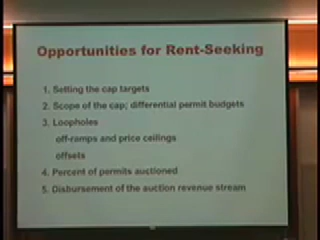 Opportunities for Rent-Seeking
1. Setting the cap targets
2. Scope of the cap; differential permit budgets
3. Loopholes
off-ramps and price ceilings
offsets
4. Percent of permits auctioned
5. Disbursement of the auction revenue stream